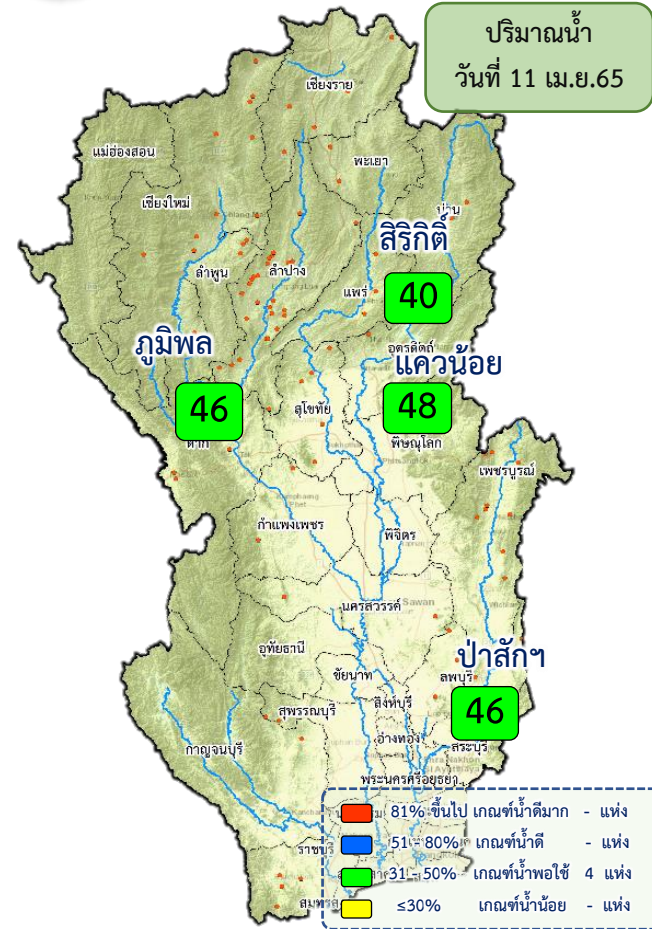 ปริมาณน้ำ
วันที่ 11 เม.ย.65
เชียงราย
แม่ฮ่องสอน
พะเยา
เชียงใหม่
น่าน
สิริกิติ์
ลำพูน
ลำปาง
แพร่
40
ภูมิพล
อุตรดิตถ์
แควน้อย
46
สุโขทัย
48
ตาก
พิษณุโลก
เพชรบูรณ์
กำแพงเพชร
พิจิตร
นครสวรรค์
อุทัยธานี
ป่าสักฯ
ชัยนาท
ลพบุรี
สุพรรณบุรี
สิงห์บุรี
46
อ่างทอง
สระบุรี
กาญจนบุรี
พระนครศรีอยุธยา
81% ขึ้นไป เกณฑ์น้ำดีมาก - แห่ง
51 - 80% เกณฑ์น้ำดี - แห่ง
ราชบุรี
31 - 50% เกณฑ์น้ำพอใช้ 4 แห่ง
≤30% เกณฑ์น้ำน้อย - แห่ง